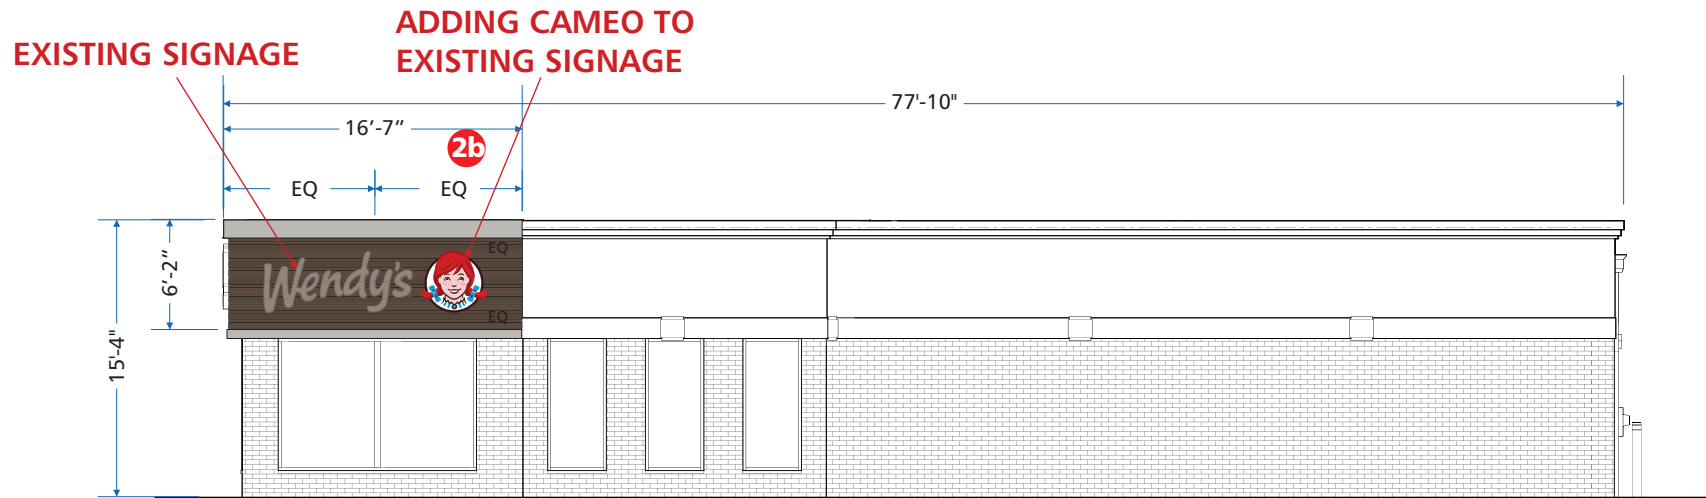 ADDING CAMEO TO
EXISTING SIGNAGE
EXISTING SIGNAGE
77'-10"
16’-7”
2b
EQ
EQ
6’-2”
15'-4"
EQ
Wendy's
EQ